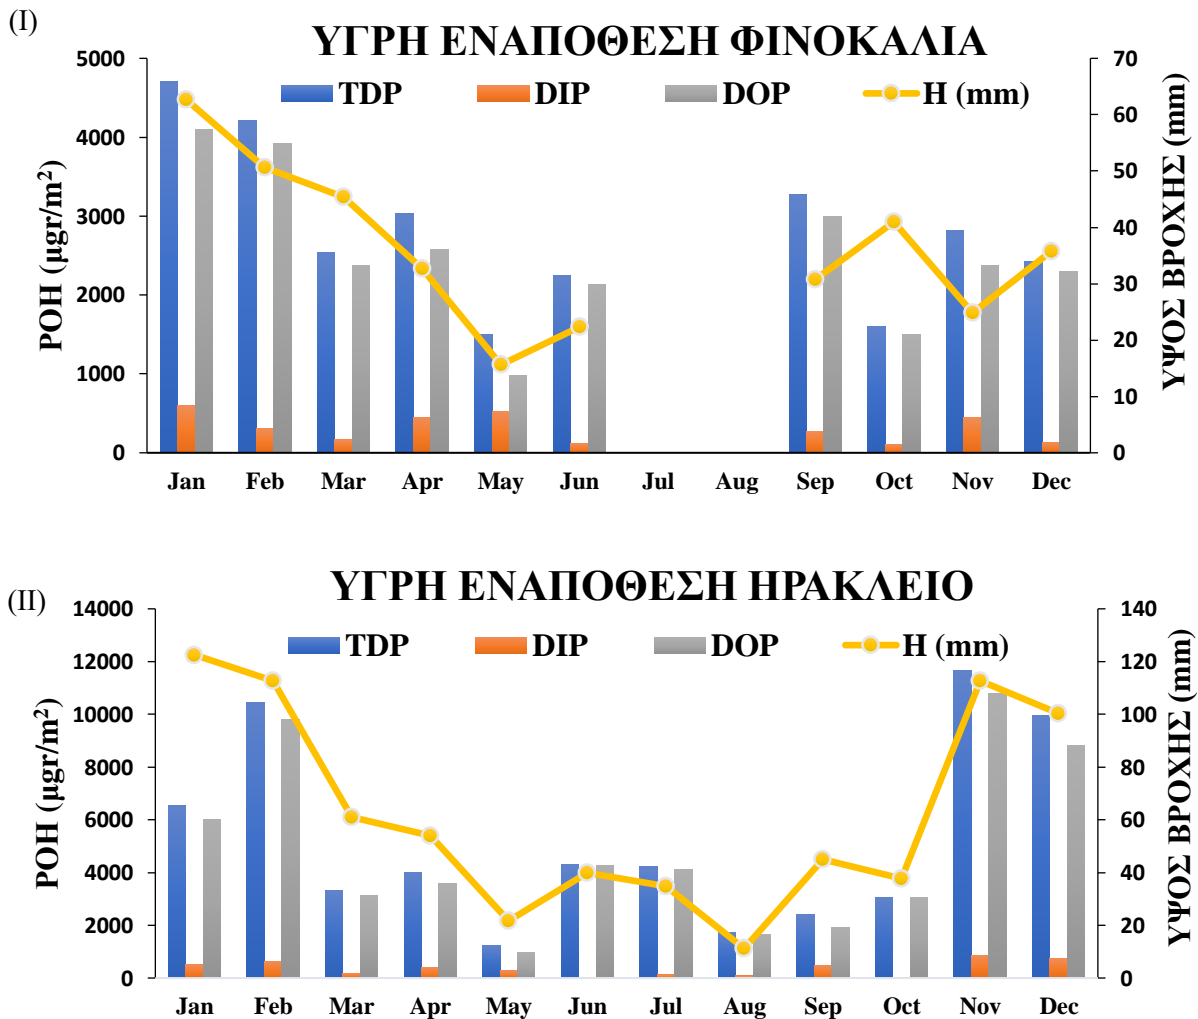 (I)
ΥΓΡΗ ΕΝΑΠΟΘΕΣΗ ΦΙΝΟΚΑΛΙΑ
TDP DIP DOP H (mm)
5000
4000
3000
2000
1000
0
ΡΟΗ (μgr/m²)
70
60
50
40
30
20
10
0
ΥΨΟΣ ΒΡΟΧΗΣ (mm)
Jan Feb Mar Apr May Jun Jul Aug Sep Oct Nov Dec
(II)
ΥΓΡΗ ΕΝΑΠΟΘΕΣΗ ΗΡΑΚΛΕΙΟ
TDP DIP DOP H (mm)
14000
12000
10000
8000
6000
4000
2000
0
ΡΟΗ (μgr/m²)
140
120
100
80
60
40
20
0
ΥΨΟΣ ΒΡΟΧΗΣ (mm)
Jan Feb Mar Apr May Jun Jul Aug Sep Oct Nov Dec